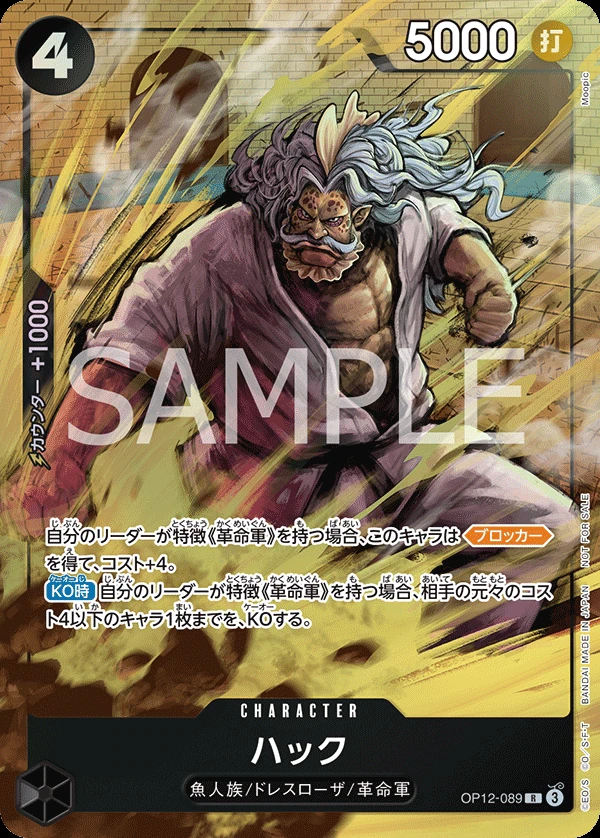 4
5000 打
Moopic
カウンター +1000
SAMPLE
自分のリーダーが特徴《革命軍》を持つ場合、このキャラは ブロッカー
を得て、コスト+4。
KO時 自分のリーダーが特徴《革命軍》を持つ場合、相手の元々のコス
ト4以下のキャラ1枚までを、KOする。
©E.O/S ©O/S・F・T BANDAI MADE IN JAPAN NOT FOR SALE
CHARACTER
ハック
魚人族/ドレスローザ/革命軍
OP12-089 R 3